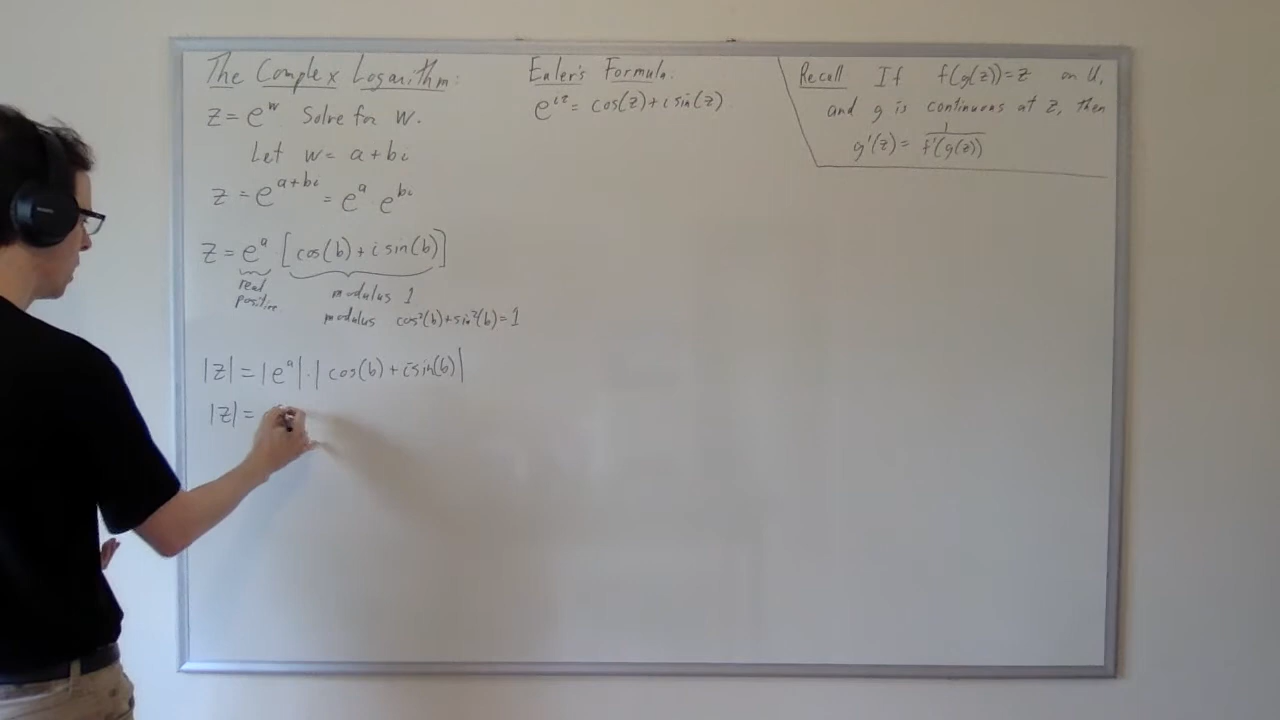 The Complex Logarithm:
z = e^w. Solve for w.
Let w = a + bi
z = e^{a+bi} = e^a · e^{bi}
z = e^a [cos(b) + i sin(b)]
real positive
modulus 1
modulus cos²(b) + sin²(b) = 1
|z| = |e^a| · |cos(b) + i sin(b)|
|z| =
Euler's Formula:
e^{iz} = cos(z) + i sin(z)
Recall If f(g(z)) = z on U,
and g is continuous at z, then
g'(z) = 1/f'(g(z))